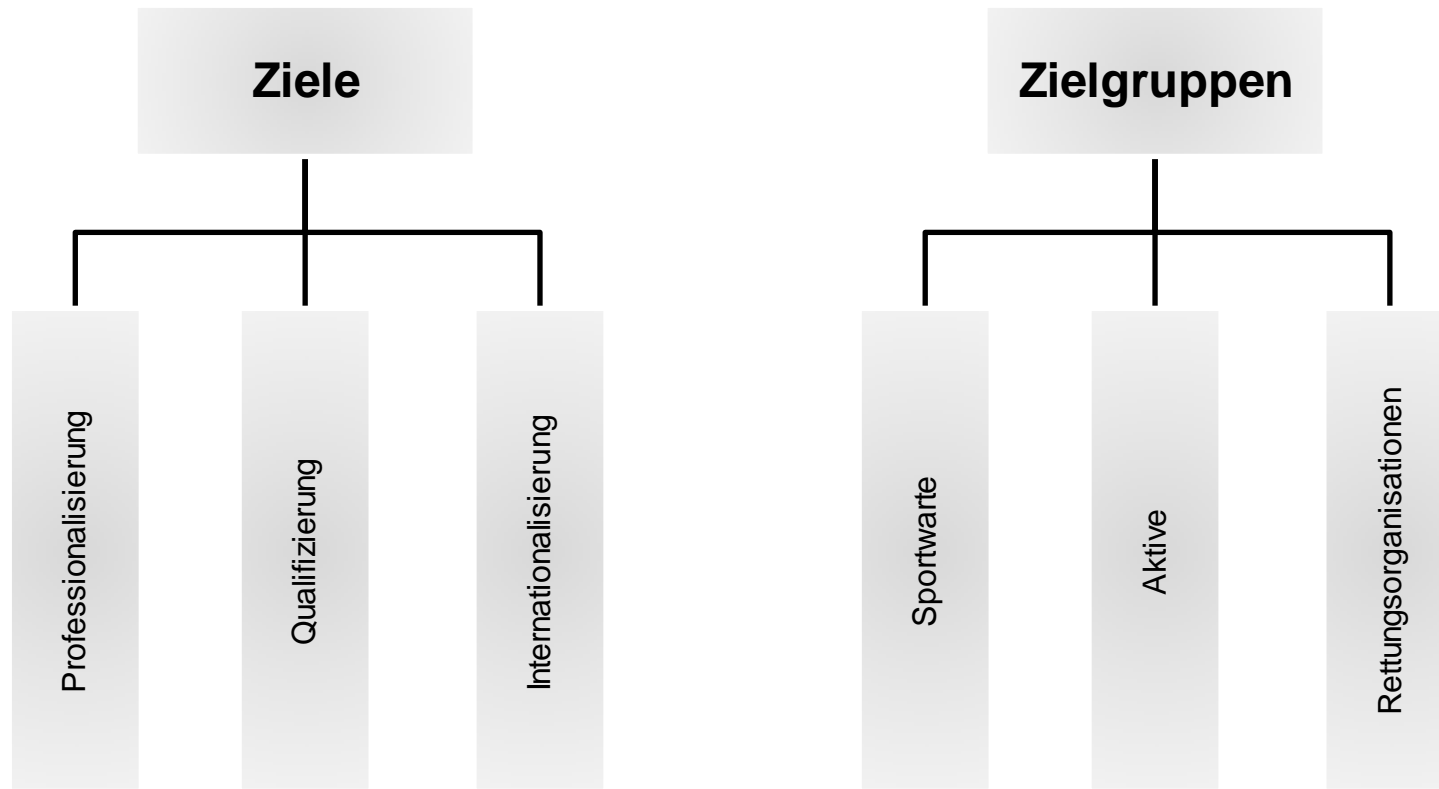 Ziele
Professionalisierung
Qualifizierung
Internationalisierung
Zielgruppen
Sportwarte
Aktive
Rettungsorganisationen